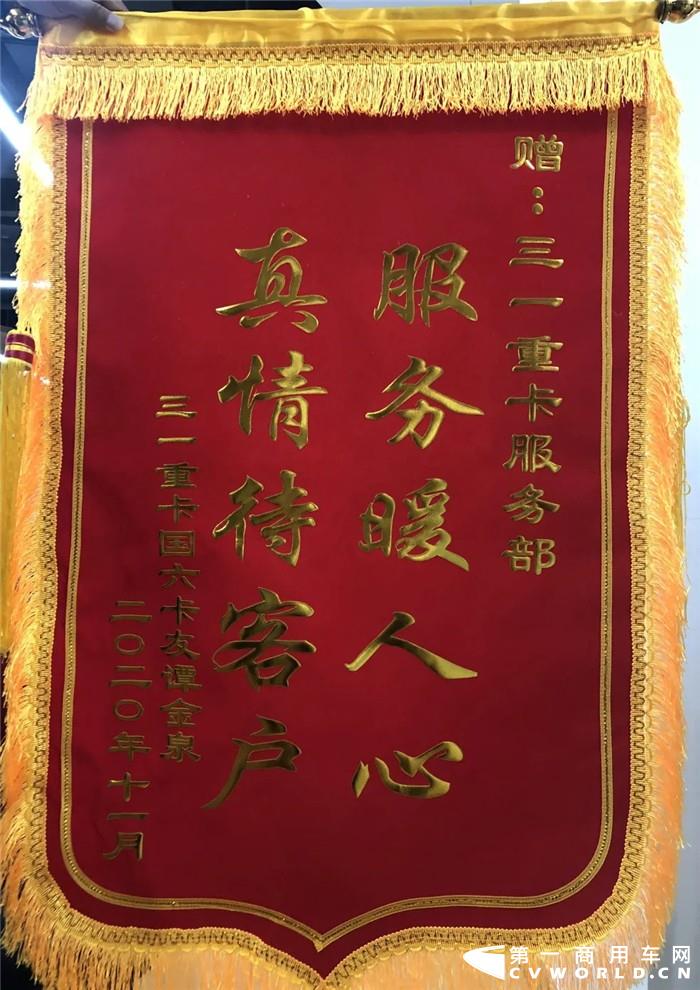 赠：三一重卡服务部
服务暖人心
真情待客户
三一重卡国六卡友谭金泉
二〇二〇年十一月
第一商用车网
CVWORLD.CN